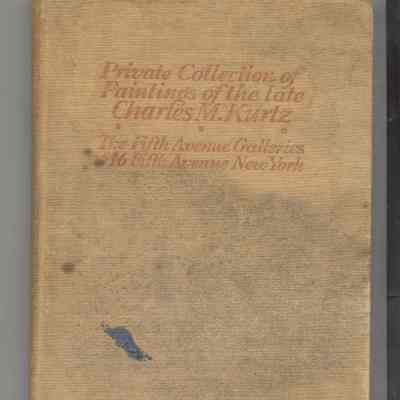 Private Collection of
Paintings of the late
Charles M. Kurtz
The Fifth Avenue Galleries
546 Fifth Avenue New York